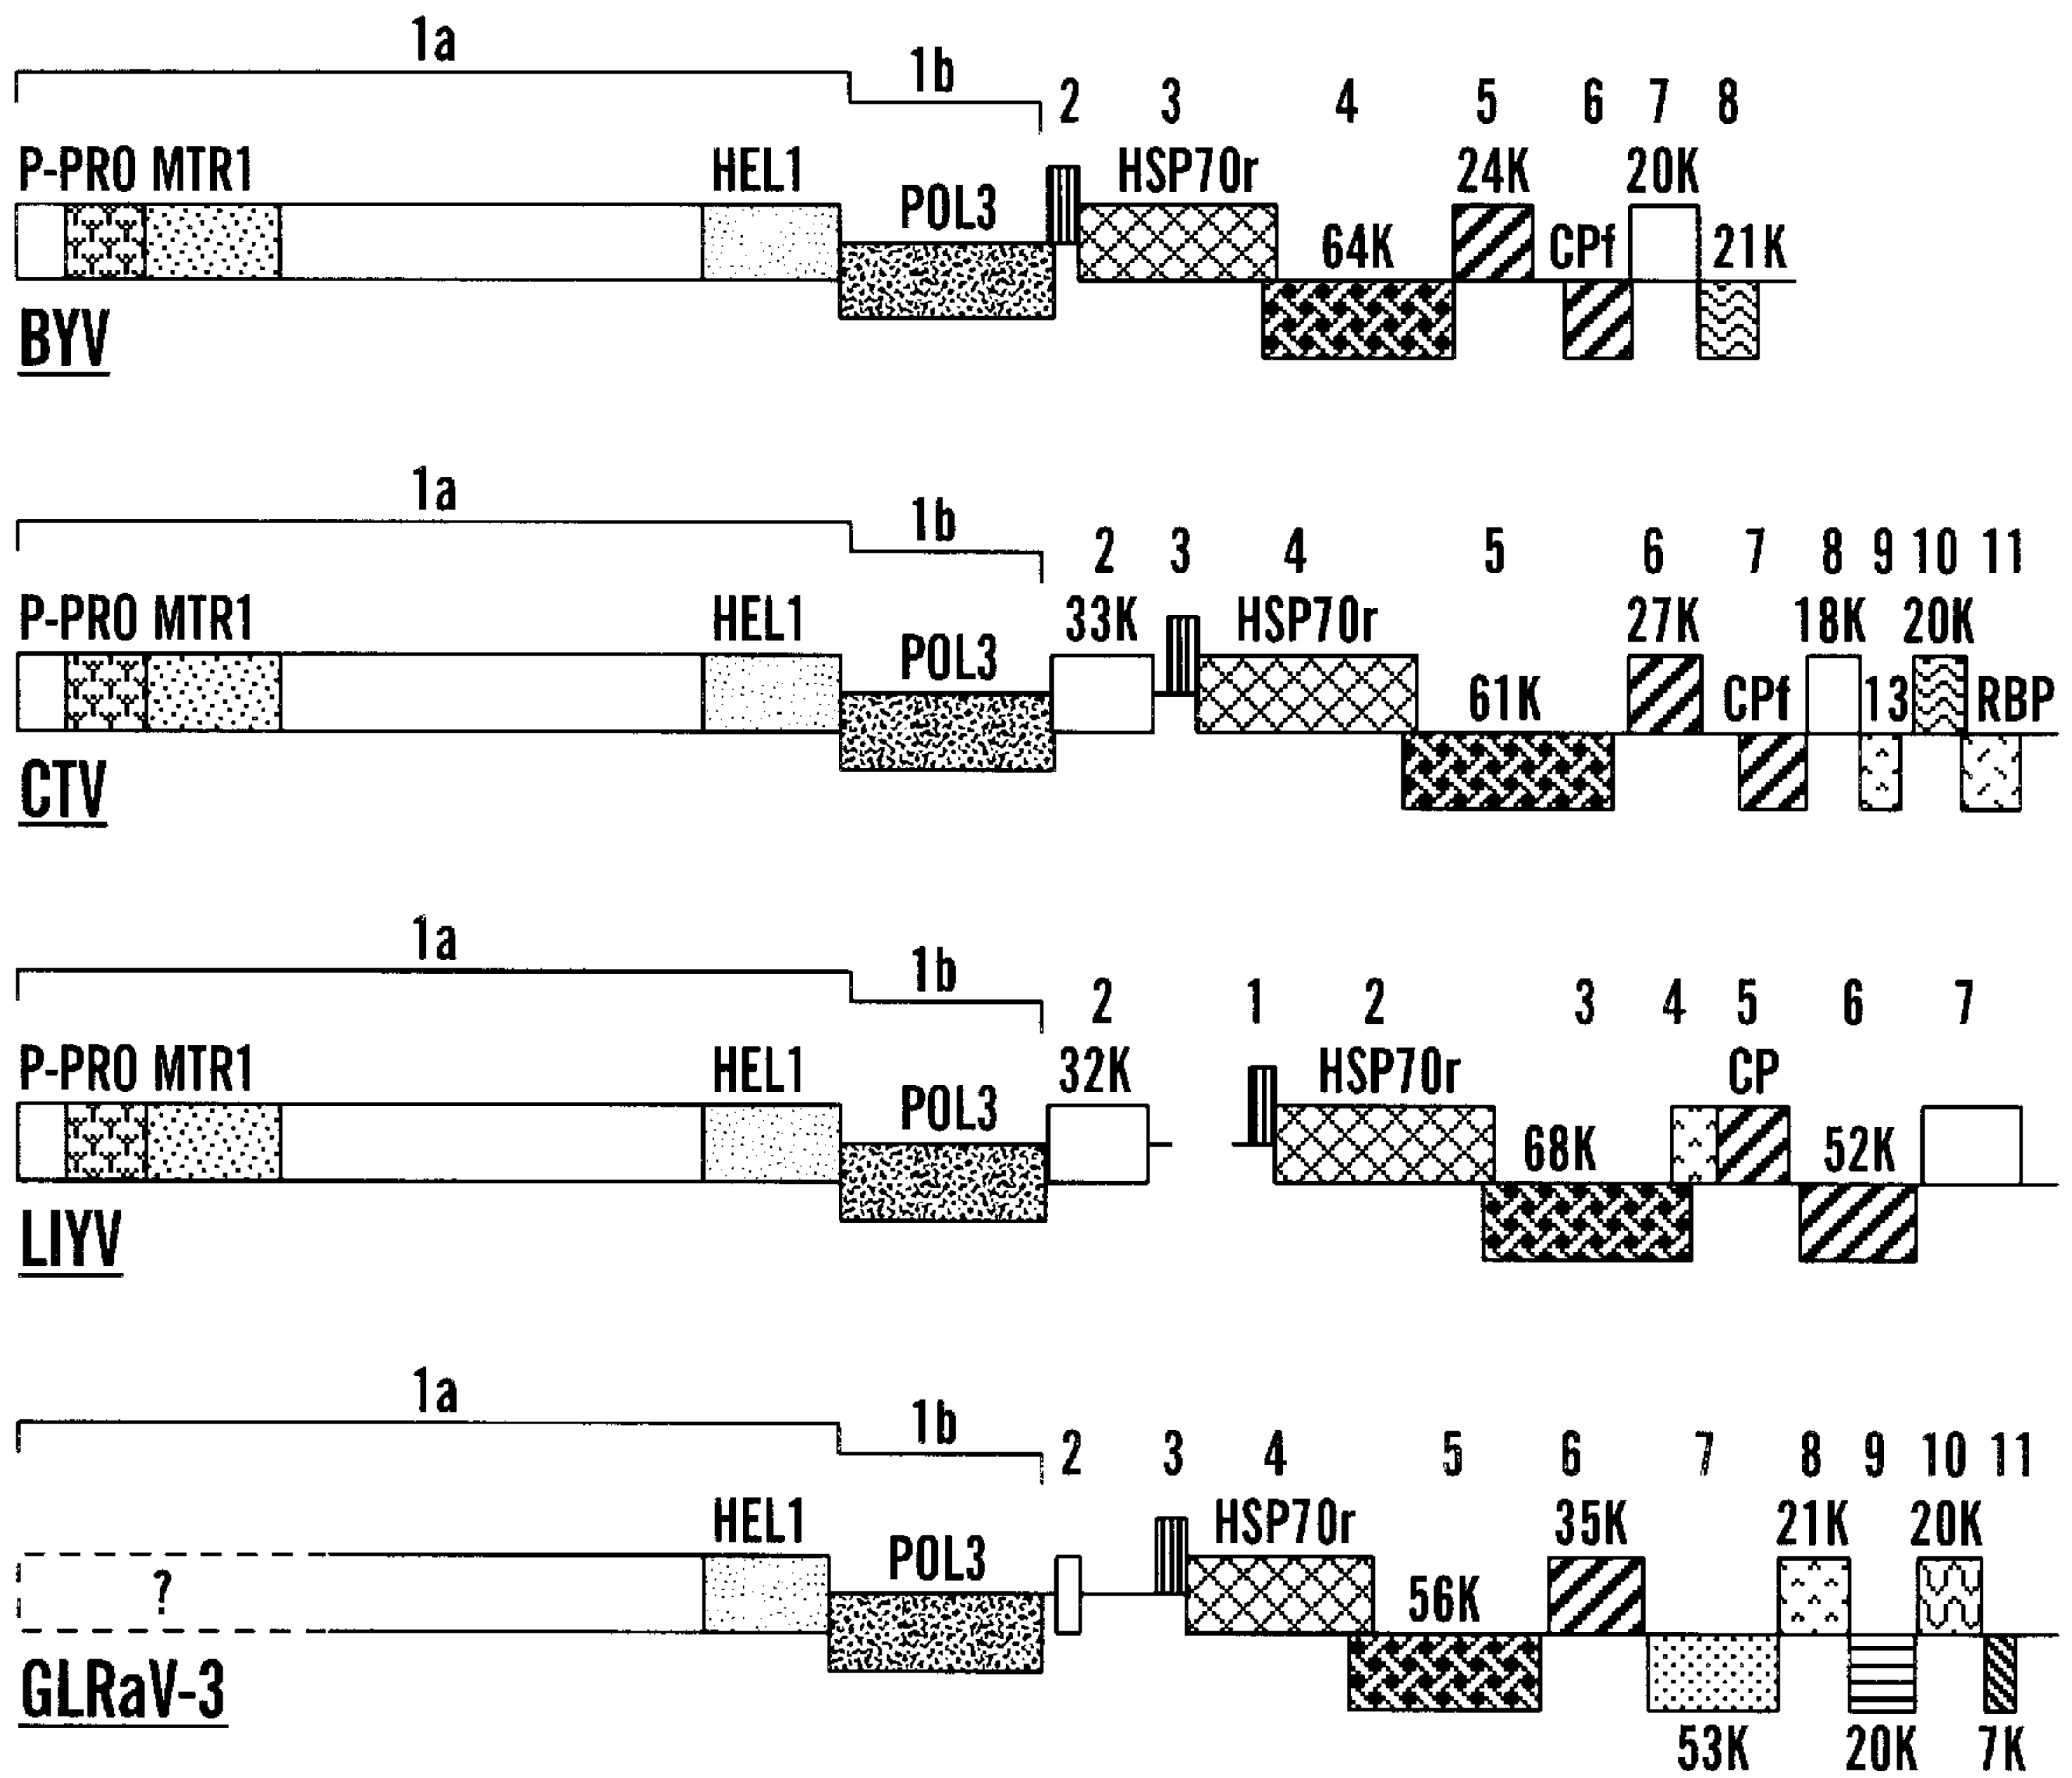 1a
1b 2 3 4 5 6 7 8
P-PRO MTR1 HEL1 POL3 HSP70r 64K 24K CPf 20K 21K
BYV
1a
1b 2 3 4 5 6 7 8 9 10 11
P-PRO MTR1 HEL1 POL3 33K HSP70r 61K 27K CPf 18K 13 20K RBP
CTV
1a
1b 2 1 2 3 4 5 6 7
P-PRO MTR1 HEL1 POL3 32K HSP70r 68K CP 52K
LIYV
1a
1b 2 3 4 5 6 7 8 9 10 11
HEL1 POL3 HSP70r 56K 35K 21K 20K
?
GLRaV-3
53K 20K 7K